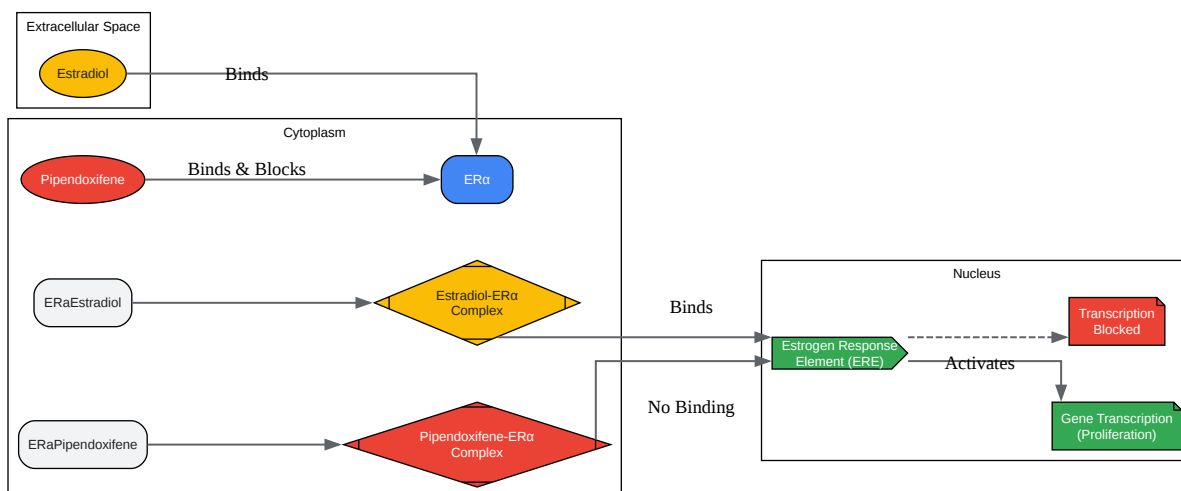 Extracellular Space
Estradiol
Binds
Cytoplasm
Pipendoxifene
Binds & Blocks
ERα
ERaEstradiol
Estradiol-ERα
Complex
Binds
Nucleus
Transcription
Blocked
Estrogen Response
Element (ERE)
Activates
No Binding
Gene Transcription
(Proliferation)
ERaPipendoxifene
Pipendoxifene-ERα
Complex